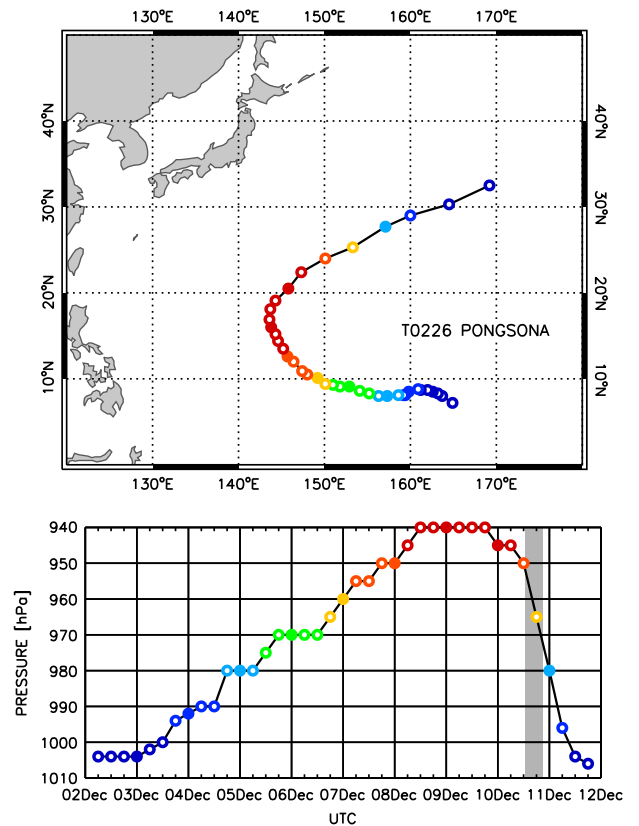 130°E 140°E 150°E 160°E 170°E
40°N 40°N
30°N 30°N
20°N 20°N
T0226 PONGSONA
10°N 10°N
130°E 140°E 150°E 160°E 170°E
940
950
960
970
980
990
1000
1010
PRESSURE [hPa]
02Dec 03Dec 04Dec 05Dec 06Dec 07Dec 08Dec 09Dec 10Dec 11Dec 12Dec
UTC